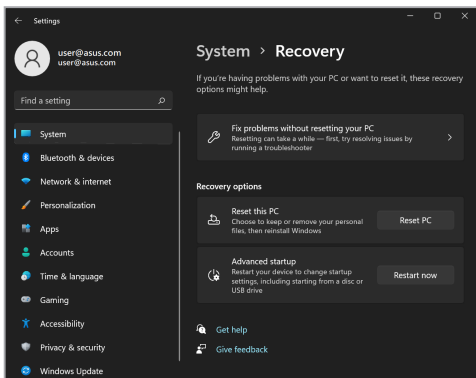 Settings
user@asus.com
user@asus.com
Find a setting
System
Bluetooth & devices
Network & internet
Personalization
Apps
Accounts
Time & language
Gaming
Accessibility
Privacy & security
Windows Update
System > Recovery
If you're having problems with your PC or want to reset it, these recovery
options might help.
Fix problems without resetting your PC
Resetting can take a while — first, try resolving issues by
running a troubleshooter
Recovery options
Reset this PC
Choose to keep or remove your personal
files, then reinstall Windows
Reset PC
Advanced startup
Restart your device to change startup
settings, including starting from a disc or
USB drive
Restart now
Get help
Give feedback